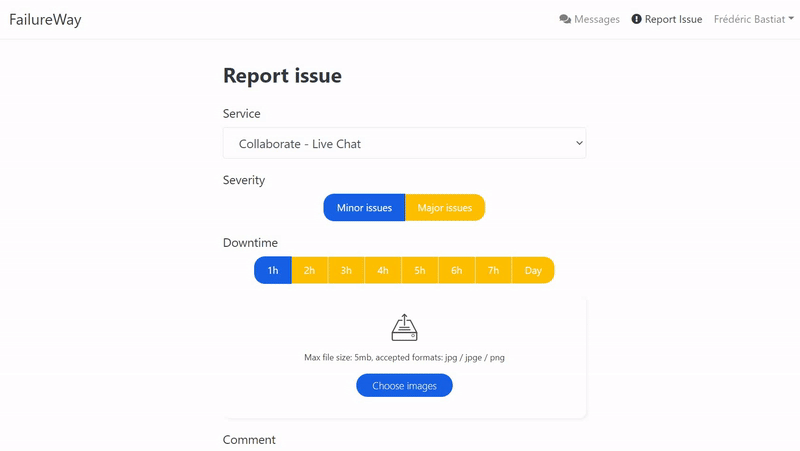 FailureWay Messages Report Issue Frédéric Bastiat
Report issue
Service
Collaborate - Live Chat
Severity
Minor issues Major issues
Downtime
1h 2h 3h 4h 5h 6h 7h Day
Max file size: 5mb, accepted formats: jpg / jpge / png
Choose images
Comment